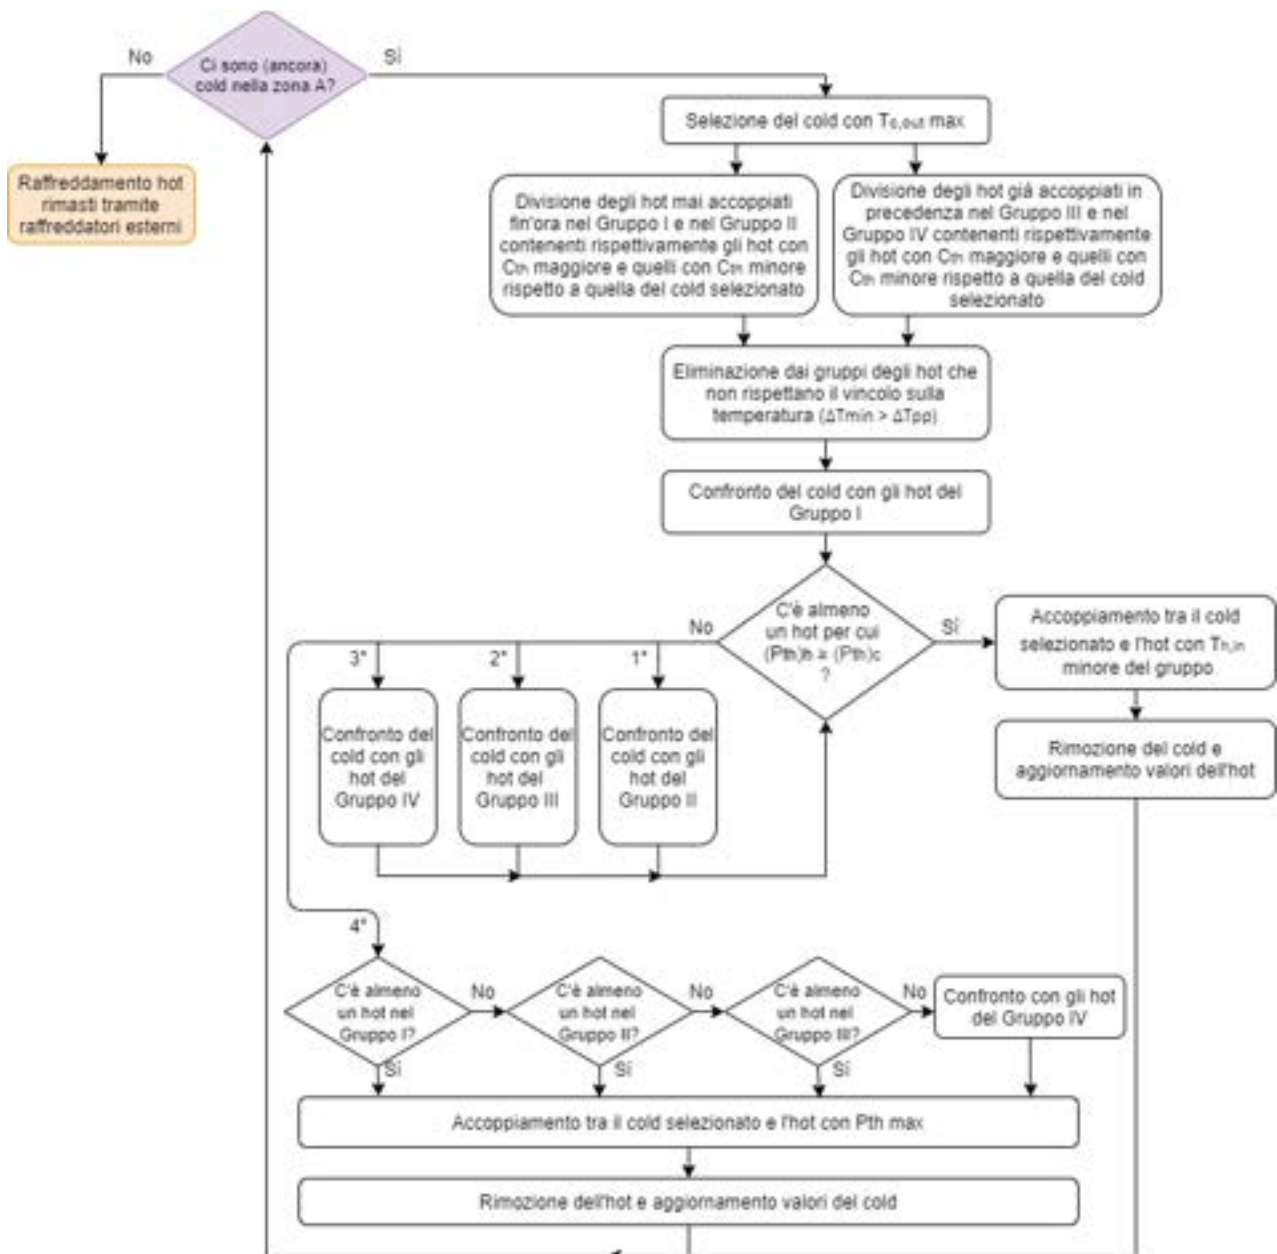 No
Ci sono (ancora)
cold nella zona A?
Sí
Selezione del cold con Tc,out max
Raffreddamento hot
rimasti tramite
raffreddatori esterni
Divisione degli hot mai accoppiati
fin'ora nel Gruppo I e nel Gruppo II
contenenti rispettivamente gli hot con
Cth maggiore e quelli con Cth minore
rispetto a quella del cold selezionato
Divisione degli hot già accoppiati in
precedenza nel Gruppo III e nel
Gruppo IV contenenti rispettivamente
gli hot con Cth maggiore e quelli con
Cth minore rispetto a quella del cold
selezionato
Eliminazione dai gruppi degli hot che
non rispettano il vincolo sulla
temperatura (ΔTmin > ΔTpp)
Confronto del cold con gli hot del
Gruppo I
C'è almeno
un hot per cui
(Pth)h ≥ (Pth)c
?
No
Sí
Accoppiamento tra il cold
selezionato e l'hot con Th,in
minore del gruppo
Rimozione del cold e
aggiornamento valori dell'hot
3°
2°
1°
Confronto del
cold con gli
hot del
Gruppo IV
Confronto del
cold con gli
hot del
Gruppo III
Confronto del
cold con gli
hot del
Gruppo II
4°
C'è almeno
un hot nel
Gruppo I?
No
C'è almeno
un hot nel
Gruppo II?
No
C'è almeno
un hot nel
Gruppo III?
No
Confronto con gli hot
del Gruppo IV
Sí
Sí
Sí
Accoppiamento tra il cold selezionato e l'hot con Pth max
Rimozione dell'hot e aggiornamento valori del cold